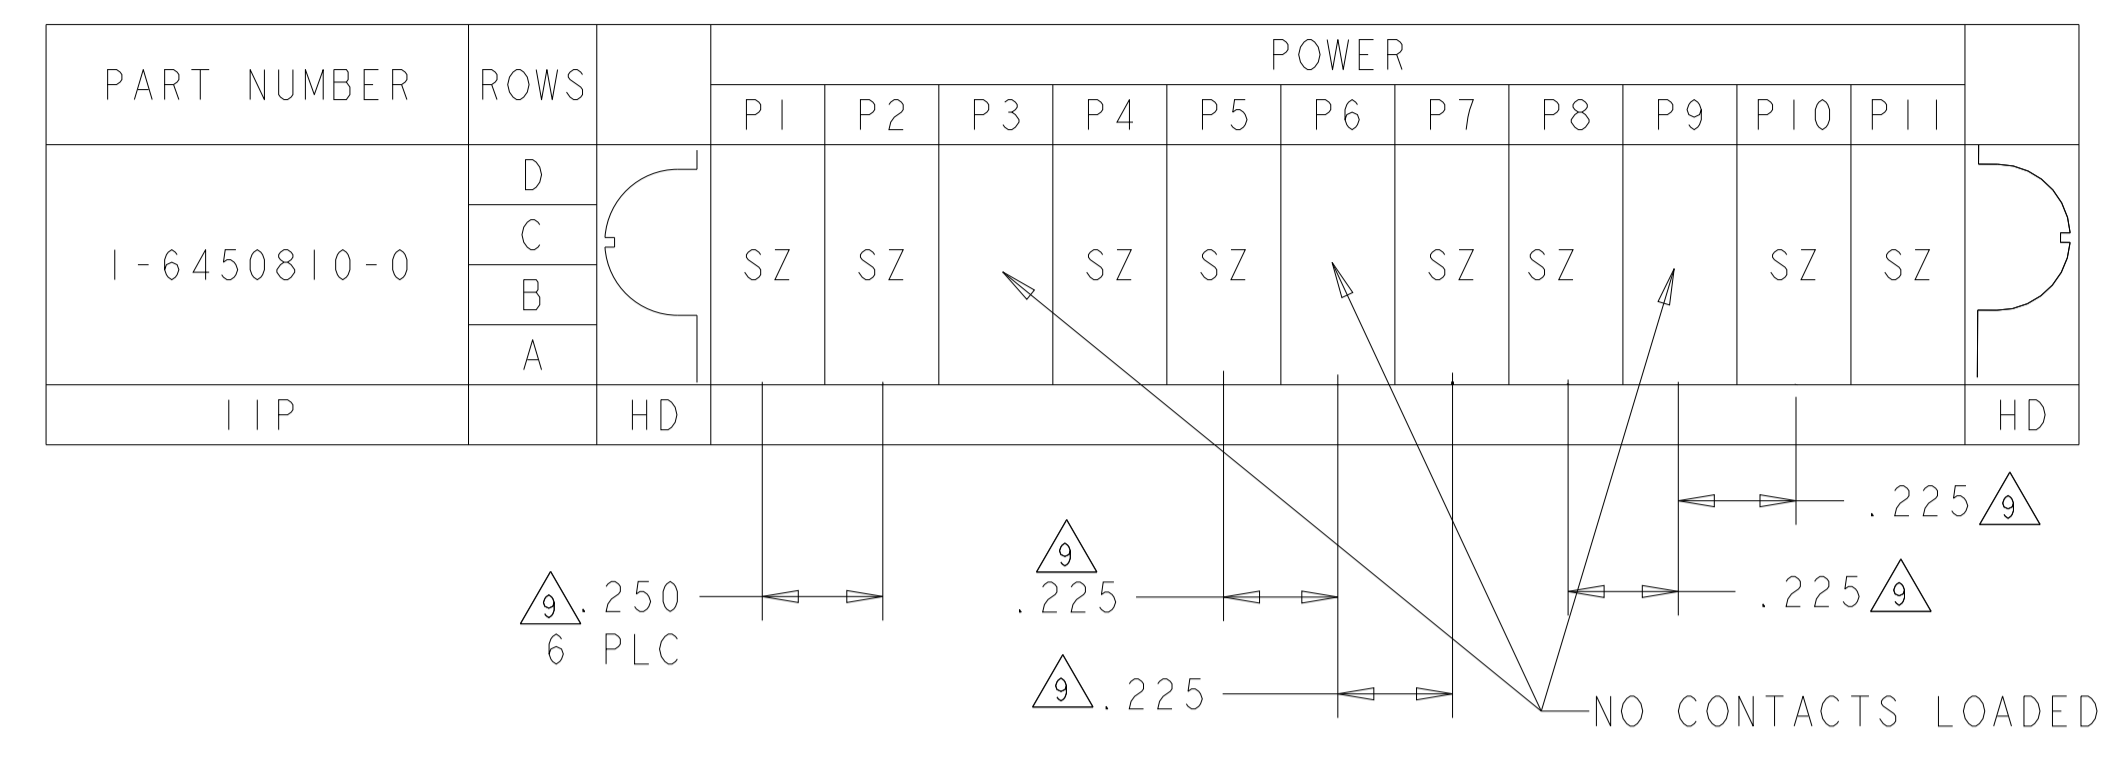 PART NUMBER ROWS POWER
P1 P2 P3 P4 P5 P6 P7 P8 P9 P10 P11
D
C
1-6450810-0 SZ SZ SZ SZ SZ SZ SZ SZ
B
A
11P HD HD
.225 9
9
9 .250 .225 .225 9
6 PLC
9 .225
NO CONTACTS LOADED